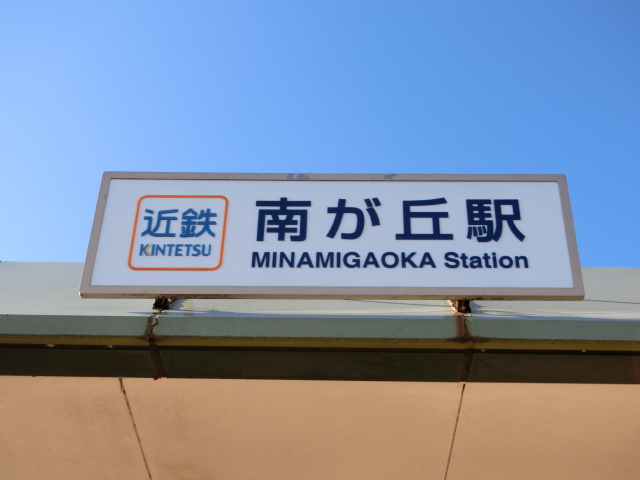 近鉄
KINTETSU
南が丘駅
MINAMIGAOKA Station